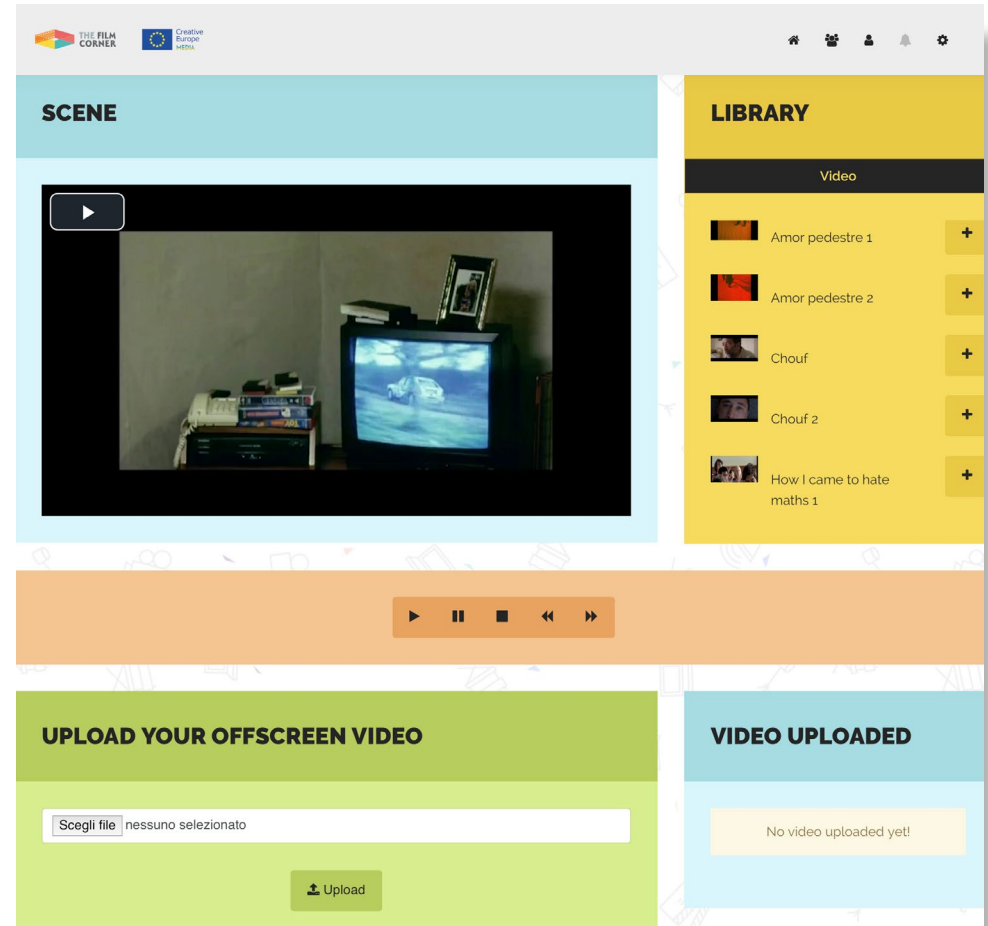 THE FILM
CORNER
Creative
Europe
MEDIA
SCENE
LIBRARY
Video
Amor pedestre 1
Amor pedestre 2
Chouf
Chouf 2
How I came to hate
maths 1
UPLOAD YOUR OFFSCREEN VIDEO
Scegli file nessuno selezionato
Upload
VIDEO UPLOADED
No video uploaded yet!